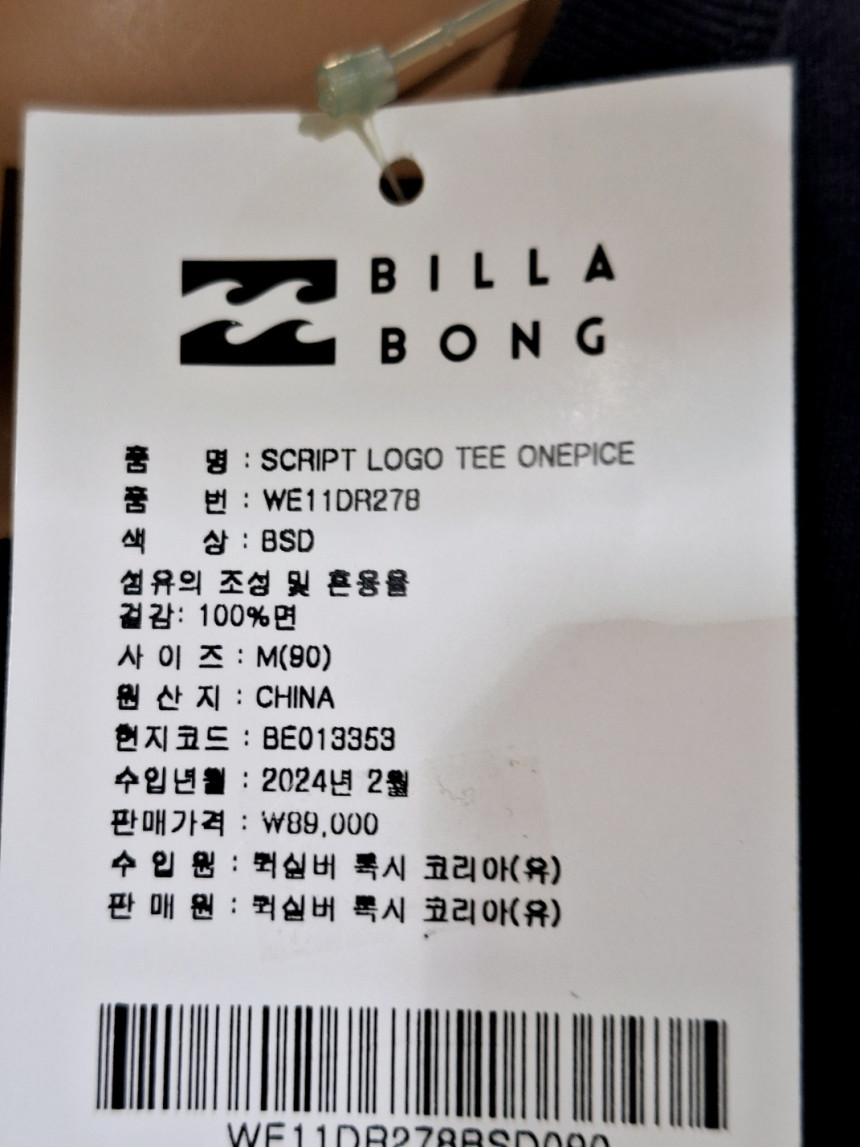 BILLA
BONG
품 명 : SCRIPT LOGO TEE ONEPICE
품 번 : WE11DR278
색 상 : BSD
섬유의 조성 및 혼용율
겉감: 100%면
사 이 즈 : M(90)
원 산 지 : CHINA
현지코드 : BE013353
수입년월 : 2024년 2월
판매가격 : ₩89,000
수 입 원 : 퀵실버 록시 코리아(유)
판 매 원 : 퀵실버 록시 코리아(유)
WE11DR278BSD090